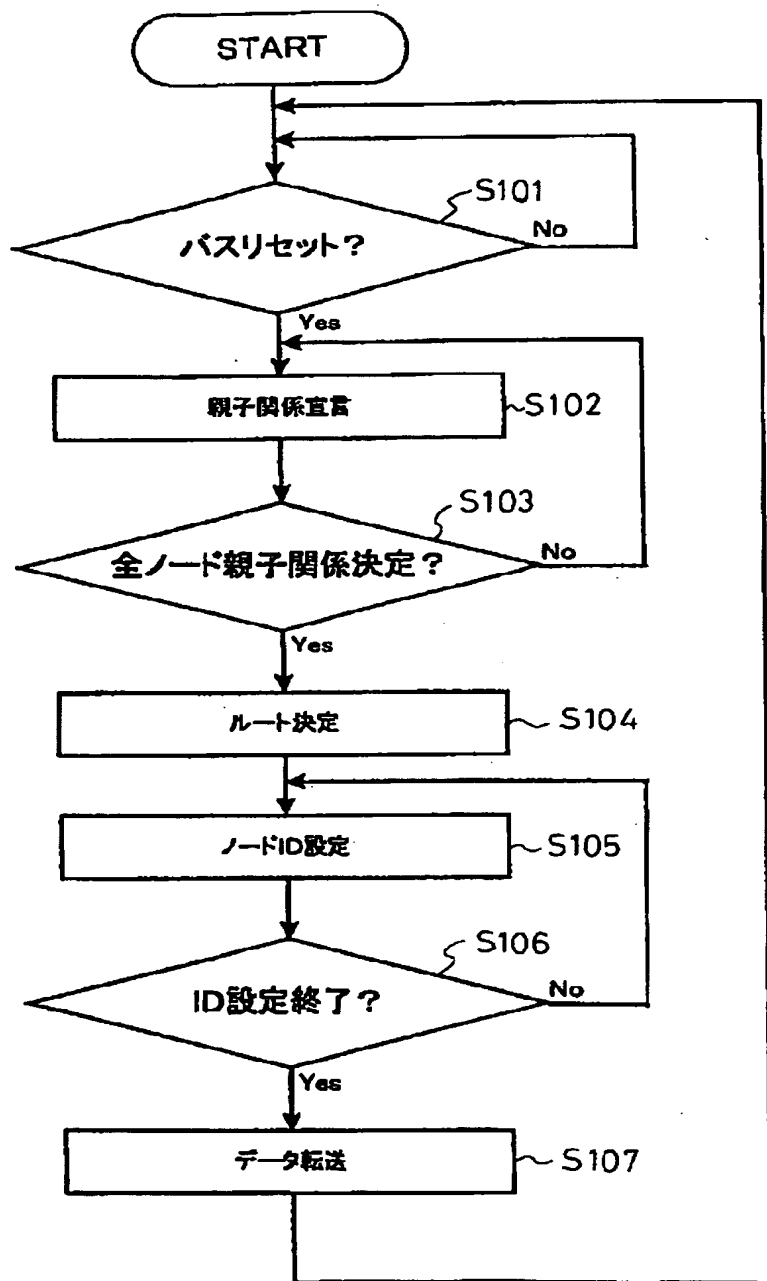 START
S101
バスリセット？
No
Yes
親子関係宣言
S102
S103
全ノード親子関係決定？
No
Yes
ルート決定
S104
ノードID設定
S105
S106
ID設定終了？
No
Yes
データ転送
S107